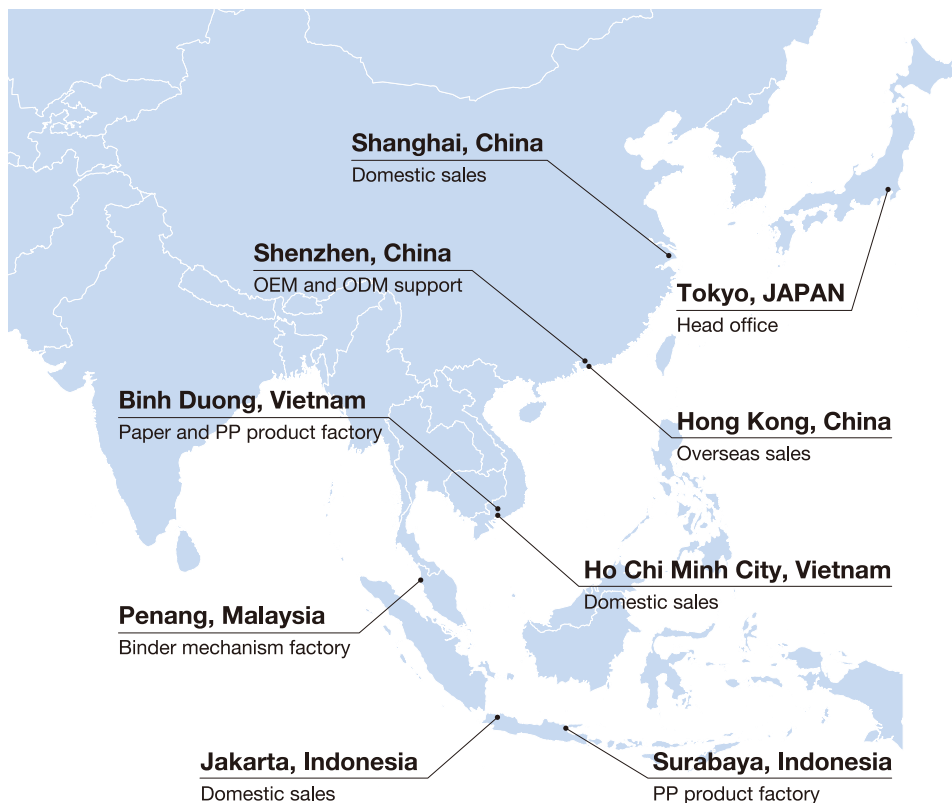 Shanghai, China
Domestic sales
Shenzhen, China
OEM and ODM support
Tokyo, JAPAN
Head office
Binh Duong, Vietnam
Paper and PP product factory
Hong Kong, China
Overseas sales
Ho Chi Minh City, Vietnam
Domestic sales
Penang, Malaysia
Binder mechanism factory
Jakarta, Indonesia
Domestic sales
Surabaya, Indonesia
PP product factory